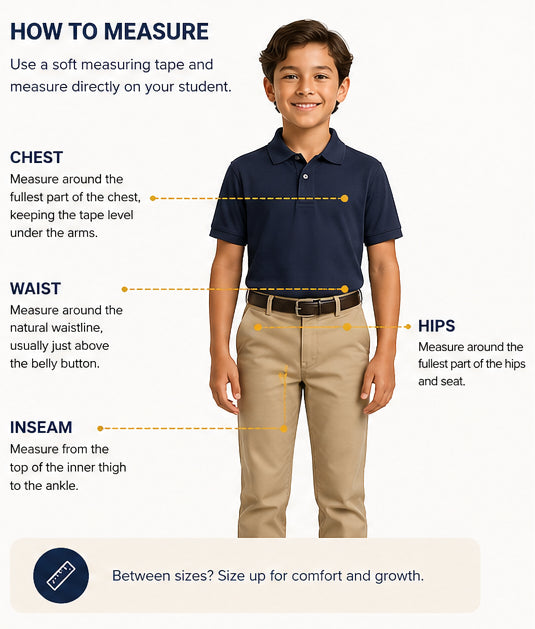 HOW TO MEASURE
Use a soft measuring tape and
measure directly on your student.
CHEST
Measure around the
fullest part of the chest,
keeping the tape level
under the arms.
WAIST
Measure around the
natural waistline,
usually just above
the belly button.
HIPS
Measure around the
fullest part of the hips
and seat.
INSEAM
Measure from the
top of the inner thigh
to the ankle.
Between sizes? Size up for comfort and growth.